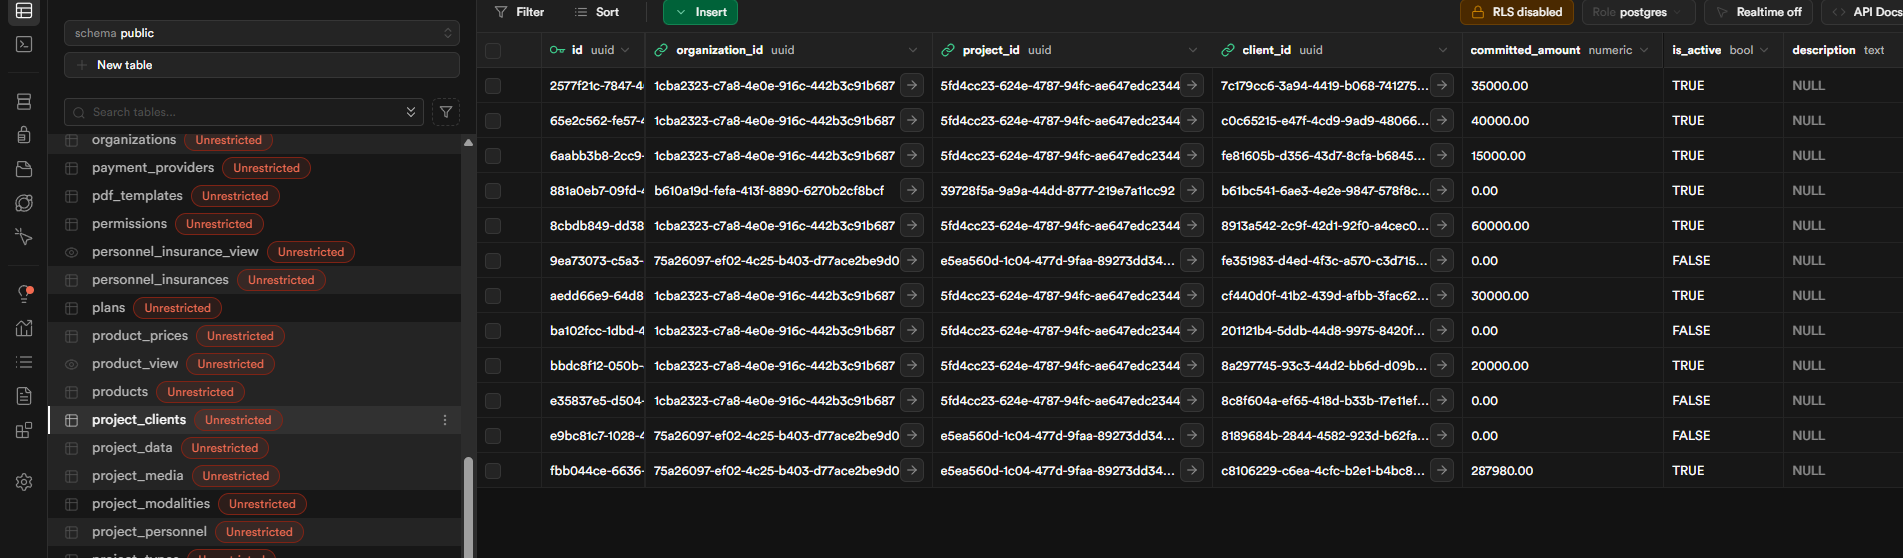 schema public
New table
Search tables...
organizations Unrestricted
payment_providers Unrestricted
pdf_templates Unrestricted
permissions Unrestricted
personnel_insurance_view Unrestricted
personnel_insurances Unrestricted
plans Unrestricted
product_prices Unrestricted
product_view Unrestricted
products Unrestricted
project_clients Unrestricted
project_data Unrestricted
project_media Unrestricted
project_modalities Unrestricted
project_personnel Unrestricted
Filter Sort Insert RLS disabled Role postgres Realtime off API Docs
id uuid organization_id uuid project_id uuid client_id uuid committed_amount numeric is_active bool description text
2577f21c-7847-4 1cba2323-c7a8-4e0e-916c-442b3c91b687 5fd4cc23-624e-4787-94fc-ae647edc2344 7c179cc6-3a94-4419-b068-741275... 35000.00 TRUE NULL
65e2c562-fe57-4 1cba2323-c7a8-4e0e-916c-442b3c91b687 5fd4cc23-624e-4787-94fc-ae647edc2344 c0c65215-e47f-4cd9-9ad9-48066... 40000.00 TRUE NULL
6aabb3b8-2cc9- 1cba2323-c7a8-4e0e-916c-442b3c91b687 5fd4cc23-624e-4787-94fc-ae647edc2344 fe81605b-d356-43d7-8cfa-b6845... 15000.00 TRUE NULL
881a0eb7-09fd-4 b610a19d-fefa-413f-8890-6270b2cf8bcf 39728f5a-9a9a-44dd-8777-219e7a11cc92 b61bc541-6ae3-4e2e-9847-578f8c... 0.00 TRUE NULL
8cbdb849-dd38 1cba2323-c7a8-4e0e-916c-442b3c91b687 5fd4cc23-624e-4787-94fc-ae647edc2344 8913a542-2c9f-42d1-92f0-a4cec0... 60000.00 TRUE NULL
9ea73073-c5a3- 75a26097-ef02-4c25-b403-d77ace2be9d0 e5ea560d-1c04-477d-9faa-89273dd34... fe351983-d4ed-4f3c-a570-c3d715... 0.00 FALSE NULL
aedd66e9-64d8 1cba2323-c7a8-4e0e-916c-442b3c91b687 5fd4cc23-624e-4787-94fc-ae647edc2344 cf440d0f-41b2-439d-afbb-3fac62... 30000.00 TRUE NULL
ba102fcc-1dbd-4 1cba2323-c7a8-4e0e-916c-442b3c91b687 5fd4cc23-624e-4787-94fc-ae647edc2344 201121b4-5ddb-44d8-9975-8420f... 0.00 FALSE NULL
bbdc8f12-050b- 1cba2323-c7a8-4e0e-916c-442b3c91b687 5fd4cc23-624e-4787-94fc-ae647edc2344 8a297745-93c3-44d2-bb6d-d09b... 20000.00 TRUE NULL
e35837e5-d504- 1cba2323-c7a8-4e0e-916c-442b3c91b687 5fd4cc23-624e-4787-94fc-ae647edc2344 8c8f604a-ef65-418d-b33b-17e11ef... 0.00 FALSE NULL
e9bc81c7-1028-4 75a26097-ef02-4c25-b403-d77ace2be9d0 e5ea560d-1c04-477d-9faa-89273dd34... 8189684b-2844-4582-923d-b62fa... 0.00 FALSE NULL
fbb044ce-6636- 75a26097-ef02-4c25-b403-d77ace2be9d0 e5ea560d-1c04-477d-9faa-89273dd34... c8106229-c6ea-4cfc-b2e1-b4bc8... 287980.00 TRUE NULL